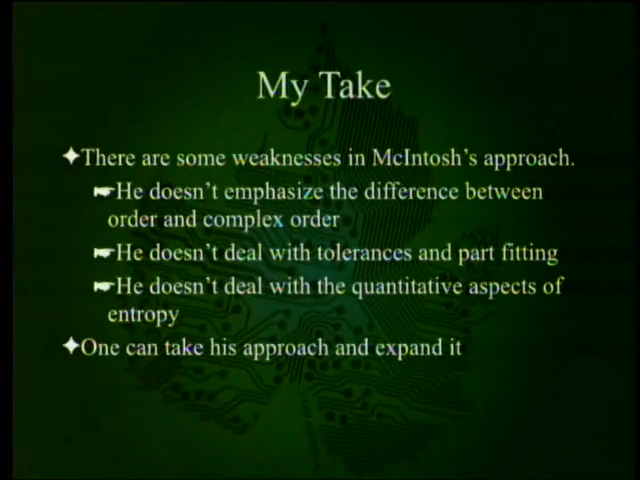 My Take
There are some weaknesses in McIntosh's approach.
He doesn't emphasize the difference between
order and complex order
He doesn't deal with tolerances and part fitting
He doesn't deal with the quantitative aspects of
entropy
One can take his approach and expand it